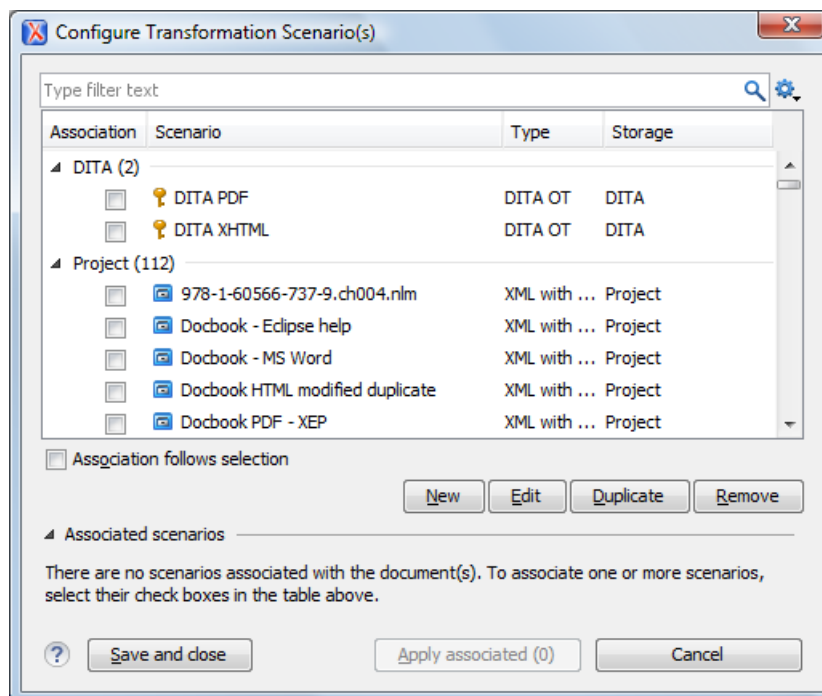 Configure Transformation Scenario(s)
Type filter text
Association Scenario Type Storage
DITA (2)
DITA PDF DITA OT DITA
DITA XHTML DITA OT DITA
Project (112)
978-1-60566-737-9.ch004.nlm XML with ... Project
Docbook - Eclipse help XML with ... Project
Docbook - MS Word XML with ... Project
Docbook HTML modified duplicate XML with ... Project
Docbook PDF - XEP XML with ... Project
Association follows selection
New Edit Duplicate Remove
Associated scenarios
There are no scenarios associated with the document(s). To associate one or more scenarios,
select their check boxes in the table above.
? Save and close Apply associated (0) Cancel